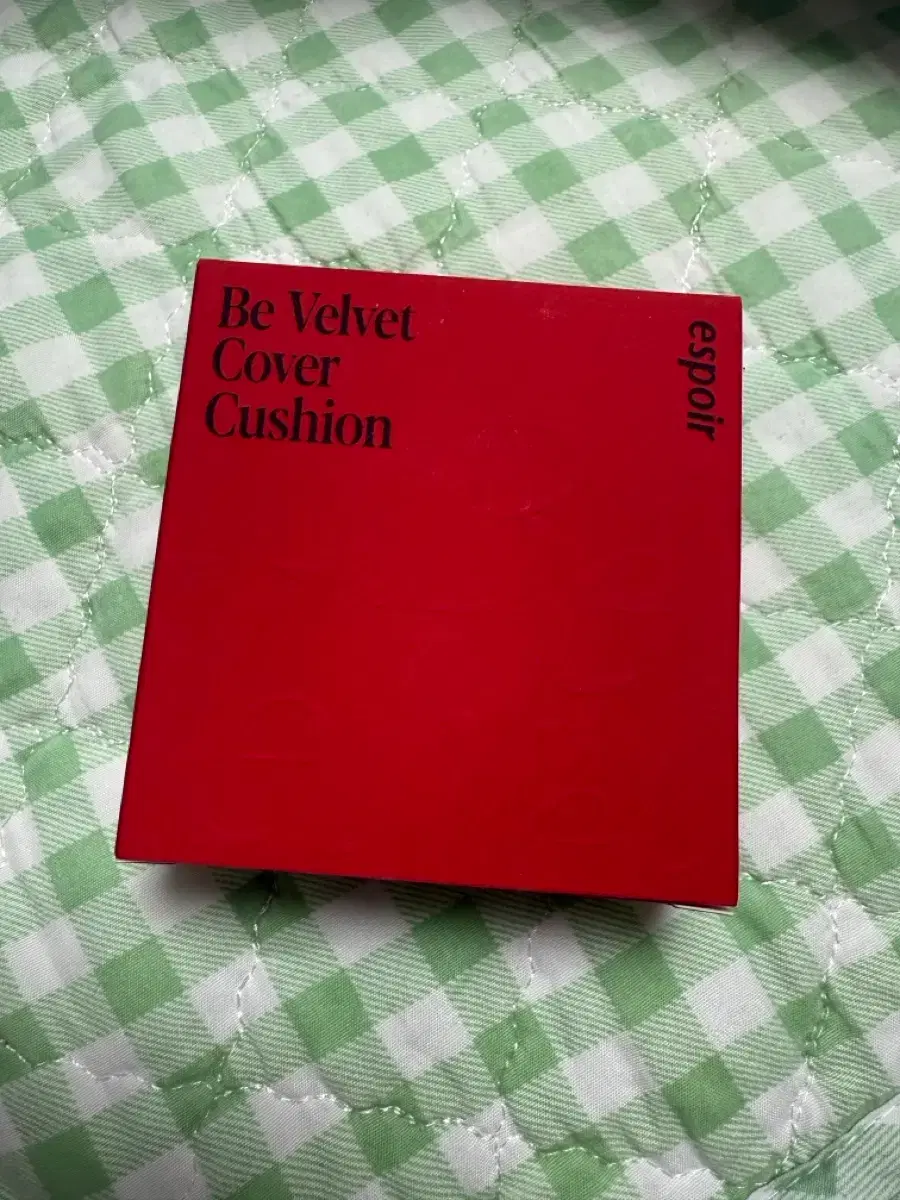 Be Velvet
Cover
Cushion
espoir